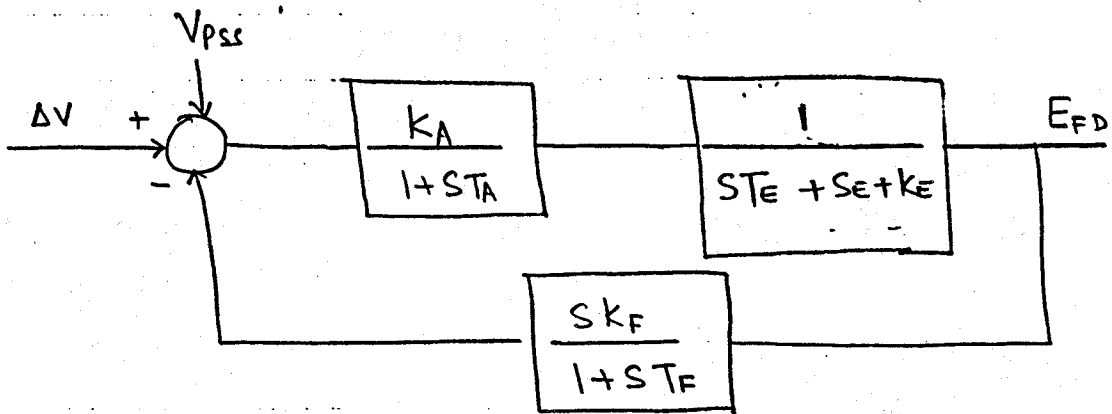 VPSS
ΔV
+
-
KA
1+STA
1
STE + SE + KE
EFD
SKF
1+STF